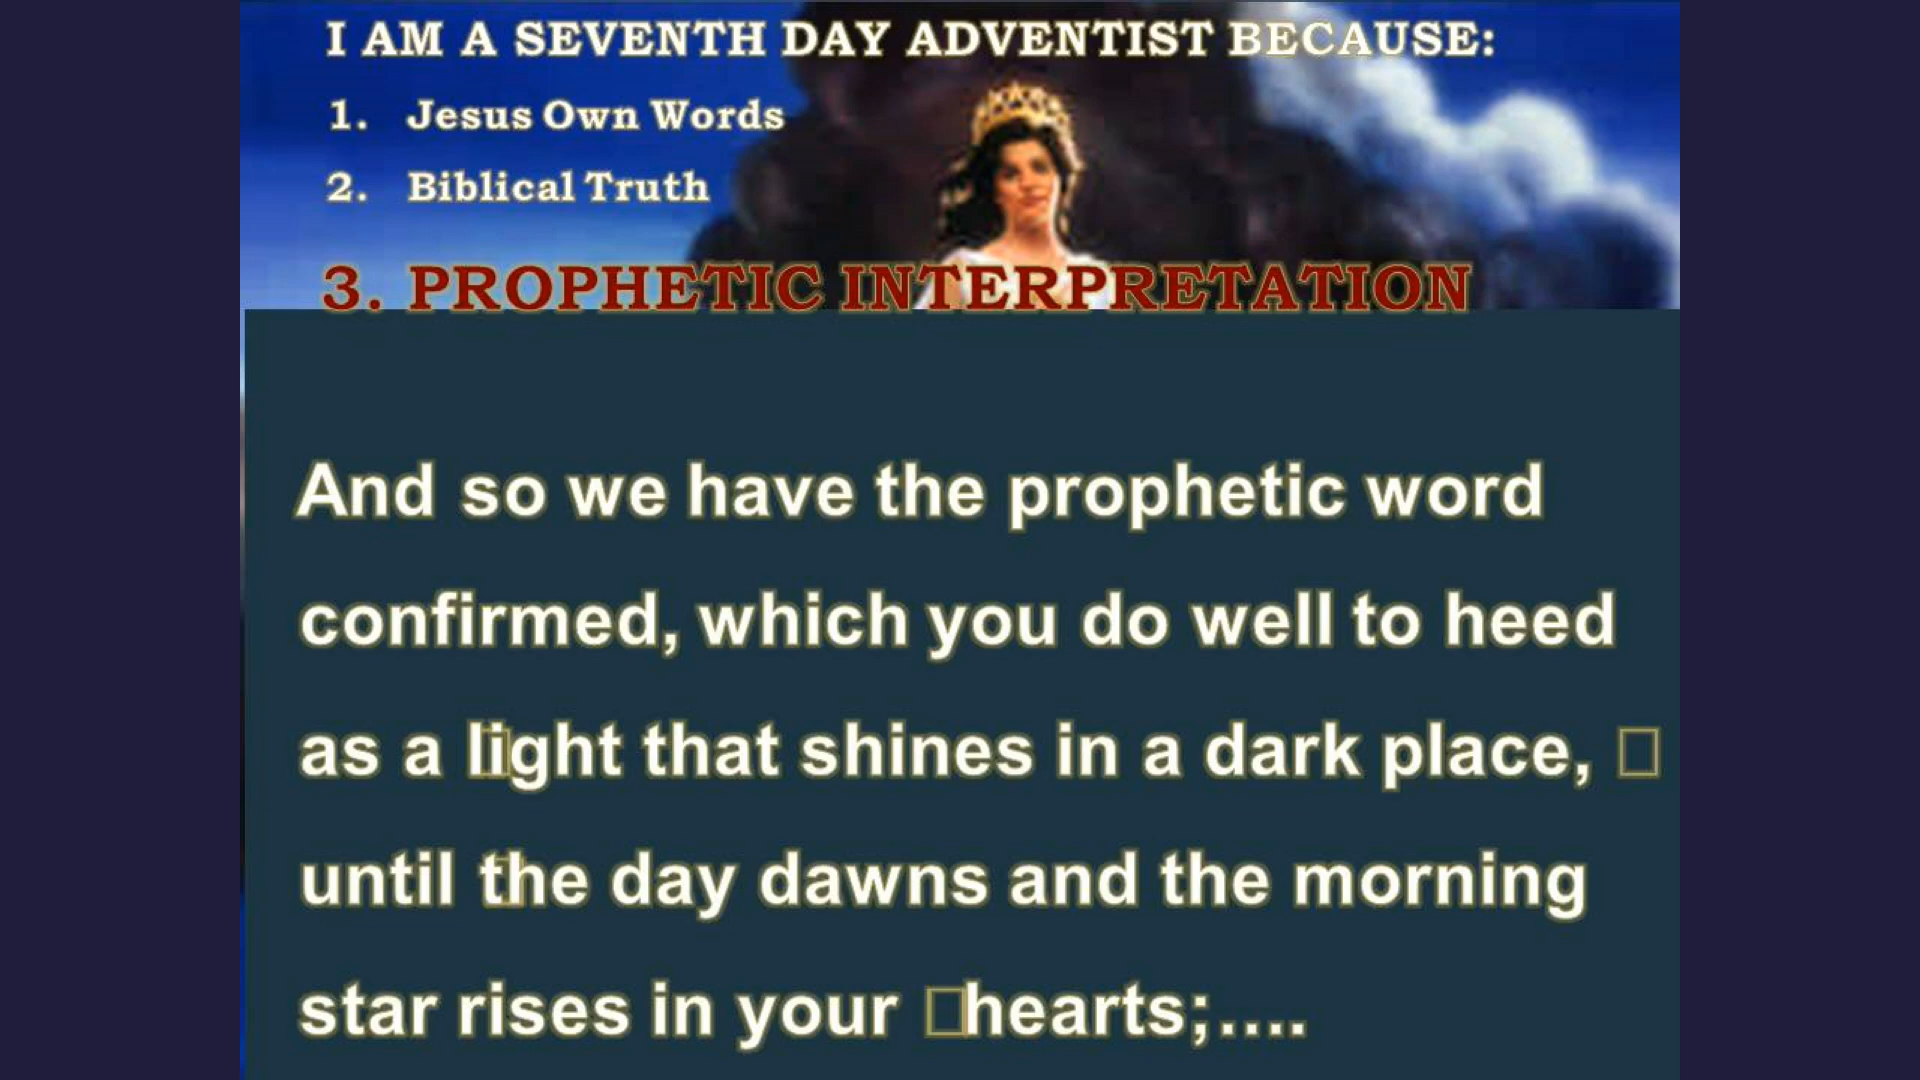 I AM A SEVENTH DAY ADVENTIST BECAUSE:
1. Jesus Own Words
2. Biblical Truth
3. PROPHETIC INTERPRETATION
And so we have the prophetic word
confirmed, which you do well to heed
as a light that shines in a dark place,
until the day dawns and the morning
star rises in your hearts;....